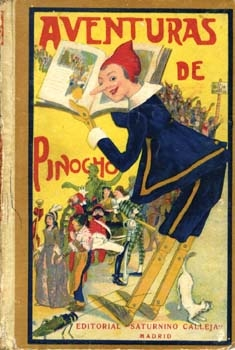 AVENTURAS
DE
PINOCHO
EDITORIAL "SATURNINO CALLEJA"
MADRID